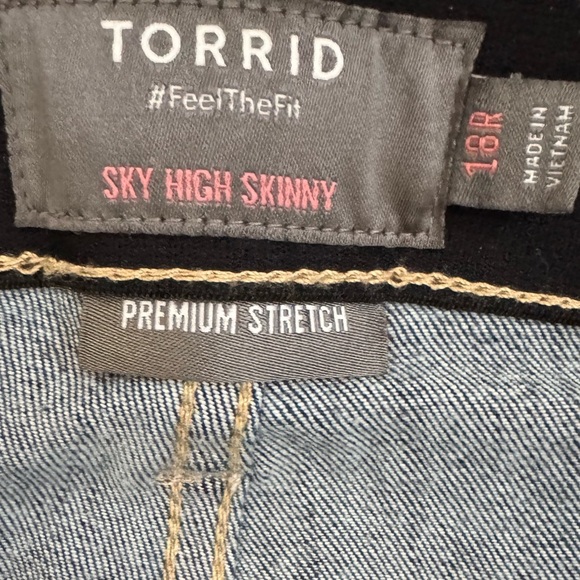 TORRID
#FeelTheFit
SKY HIGH SKINNY
18R
MADE IN
VIETNAM
PREMIUM STRETCH